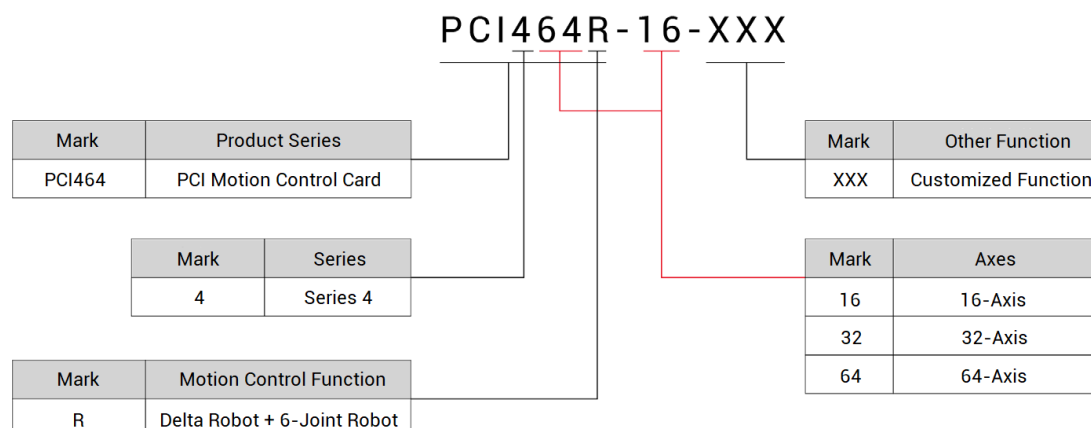 PCI464R-16-XXX
Mark Product Series
PCI464 PCI Motion Control Card
Mark Other Function
XXX Customized Function
Mark Series
4 Series 4
Mark Axes
16 16-Axis
32 32-Axis
64 64-Axis
Mark Motion Control Function
R Delta Robot + 6-Joint Robot